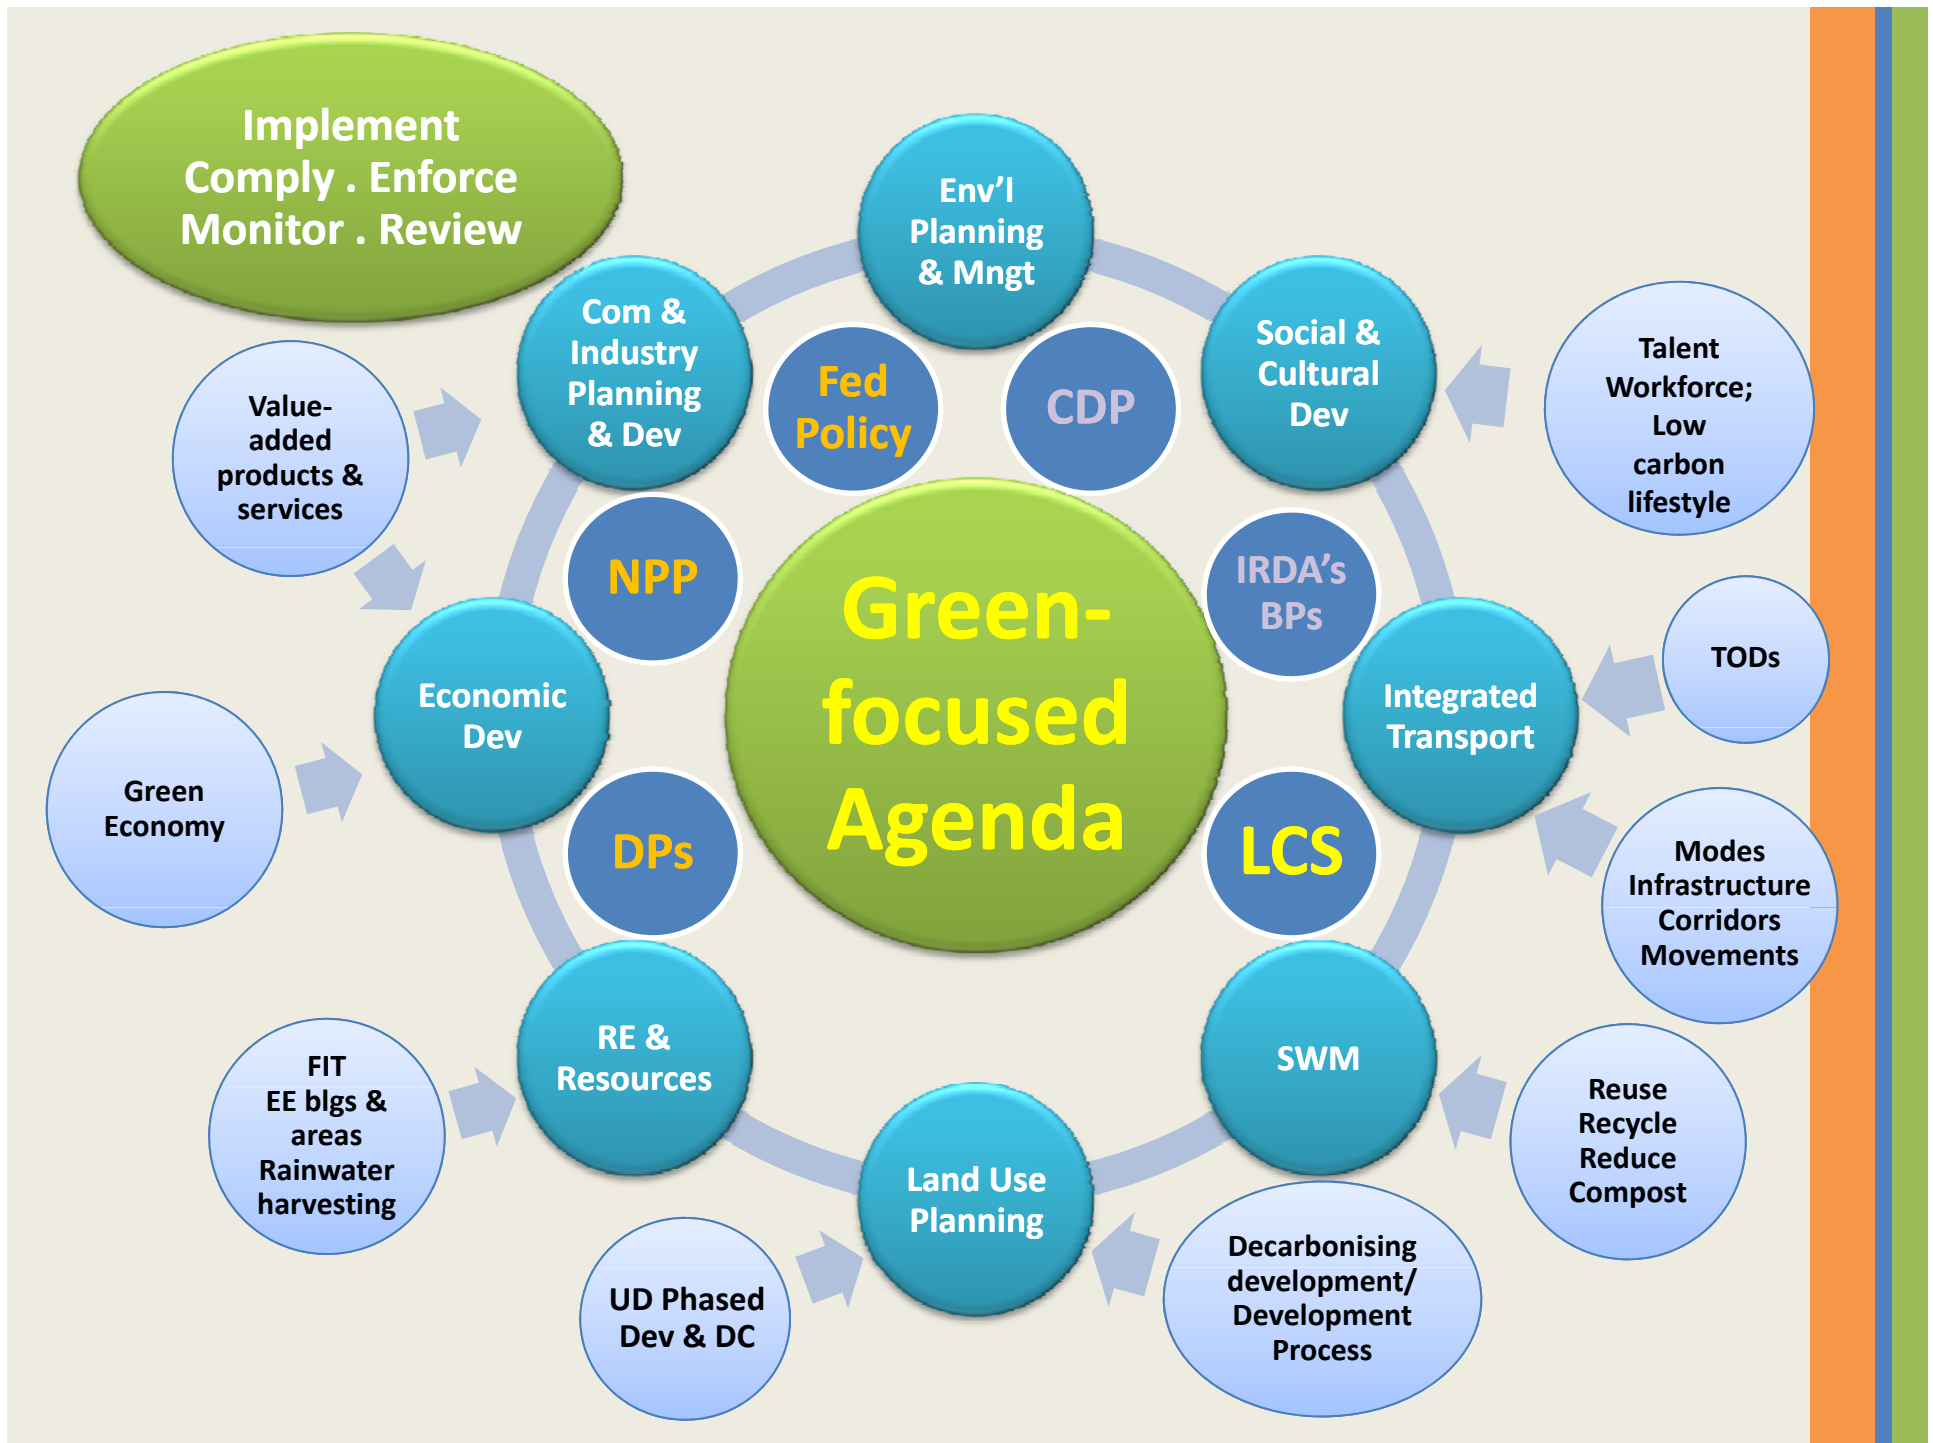 Implement
Comply . Enforce
Monitor . Review
Env’l
Planning
& Mngt
Com &
Industry
Planning
& Dev
Social &
Cultural
Dev
Talent
Workforce;
Low
carbon
lifestyle
Value-
added
products &
services
Fed
Policy
CDP
NPP
IRDA’s
BPs
Green-
focused
Agenda
TODs
Economic
Dev
Integrated
Transport
Green
Economy
DPs
LCS
Modes
Infrastructure
Corridors
Movements
RE &
Resources
SWM
FIT
EE blgs &
areas
Rainwater
harvesting
Reuse
Recycle
Reduce
Compost
Land Use
Planning
UD Phased
Dev & DC
Decarbonising
development/
Development
Process